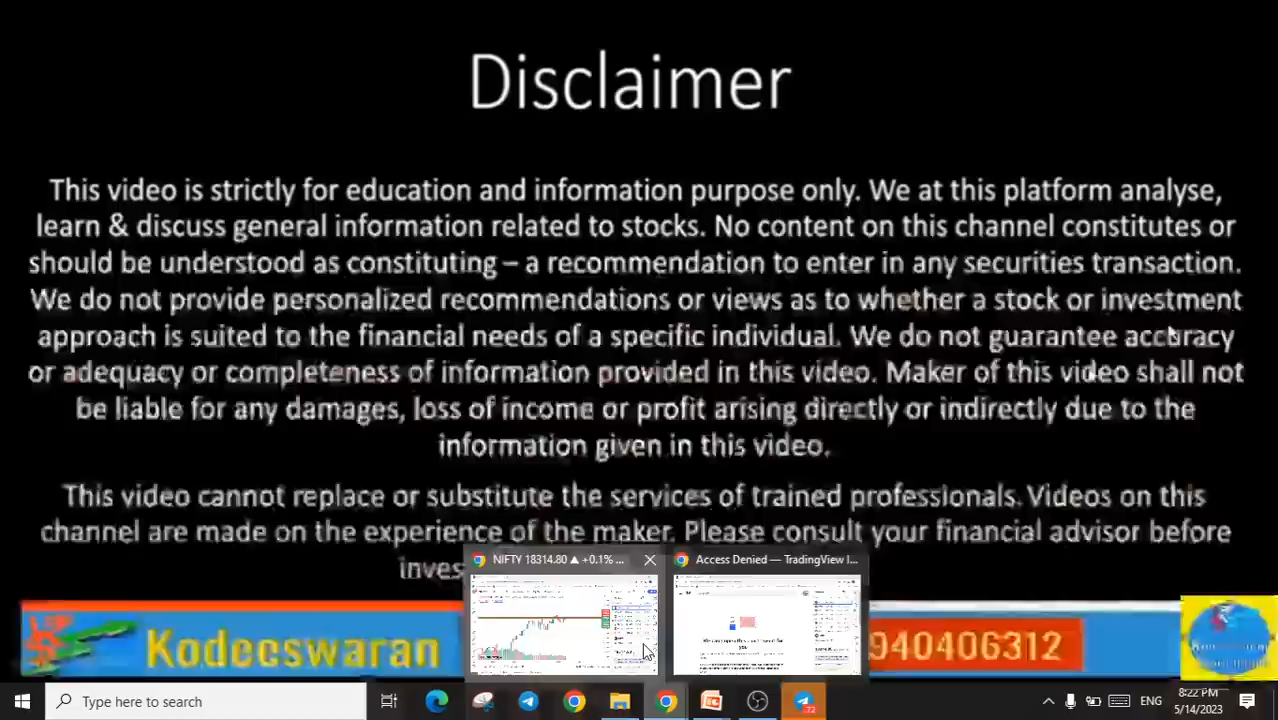 Disclaimer
This video is strictly for education and information purpose only. We at this platform analyse,
learn & discuss general information related to stocks. No content on this channel constitutes or
should be understood as constituting – a recommendation to enter in any securities transaction.
We do not provide personalized recommendations or views as to whether a stock or investment
approach is suited to the financial needs of a specific individual. We do not guarantee accuracy
or adequacy or completeness of information provided in this video. Maker of this video shall not
be liable for any damages, loss of income or profit arising directly or indirectly due to the
information given in this video.
This video cannot replace or substitute the services of trained professionals. Videos on this
channel are made on the experience of the maker. Please consult your financial advisor before
inves
NIFTY 18314.80 ▲ +0.1% ...
Access Denied — TradingView I...
Kodecswaran
940406312
Type here to search
72
ENG
8:22 PM
5/14/2023